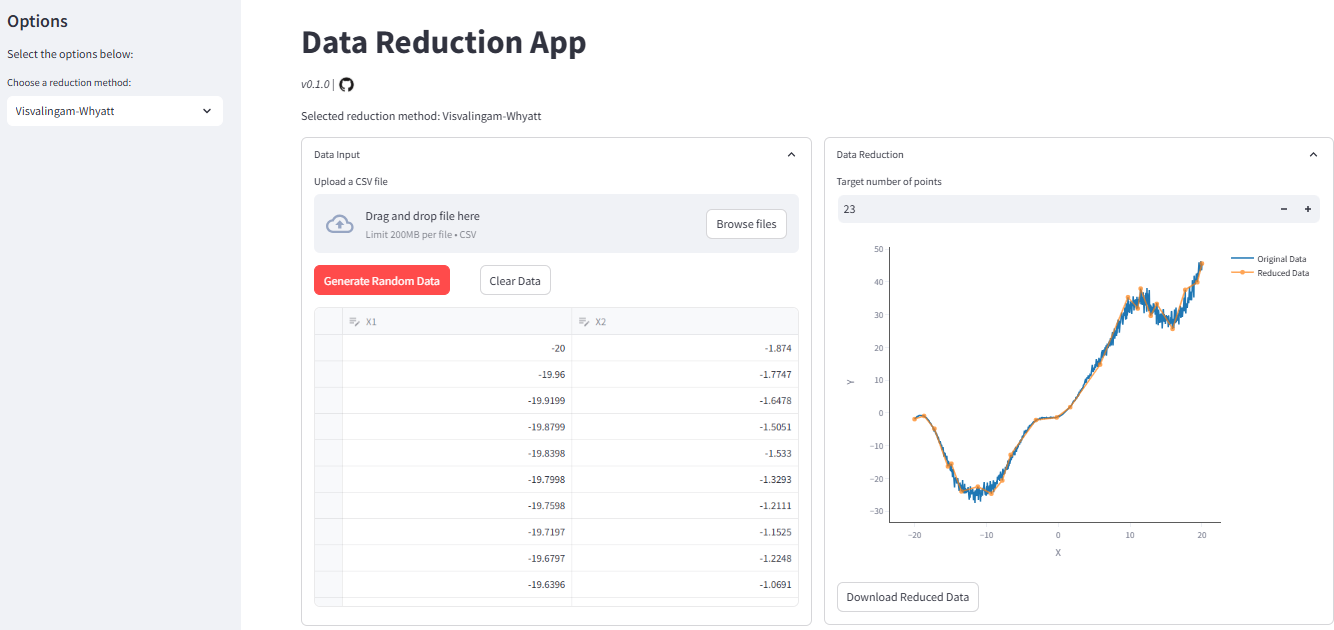 Options
Select the options below:
Choose a reduction method:
Visvalingam-Whyatt
Data Reduction App
v0.1.0 |
Selected reduction method: Visvalingam-Whyatt
Data Input
Upload a CSV file
Drag and drop file here
Limit 200MB per file • CSV
Browse files
Generate Random Data
Clear Data
X1 X2
-20 -1.874
-19.96 -1.7747
-19.9199 -1.6478
-19.8799 -1.5051
-19.8398 -1.533
-19.7998 -1.3293
-19.7598 -1.2111
-19.7197 -1.1525
-19.6797 -1.2248
-19.6396 -1.0691
Data Reduction
Target number of points
23
− +
50
40
30
20
10
0
−10
−20
−30
Y
−20 −10 0 10 20
X
Original Data
Reduced Data
Download Reduced Data